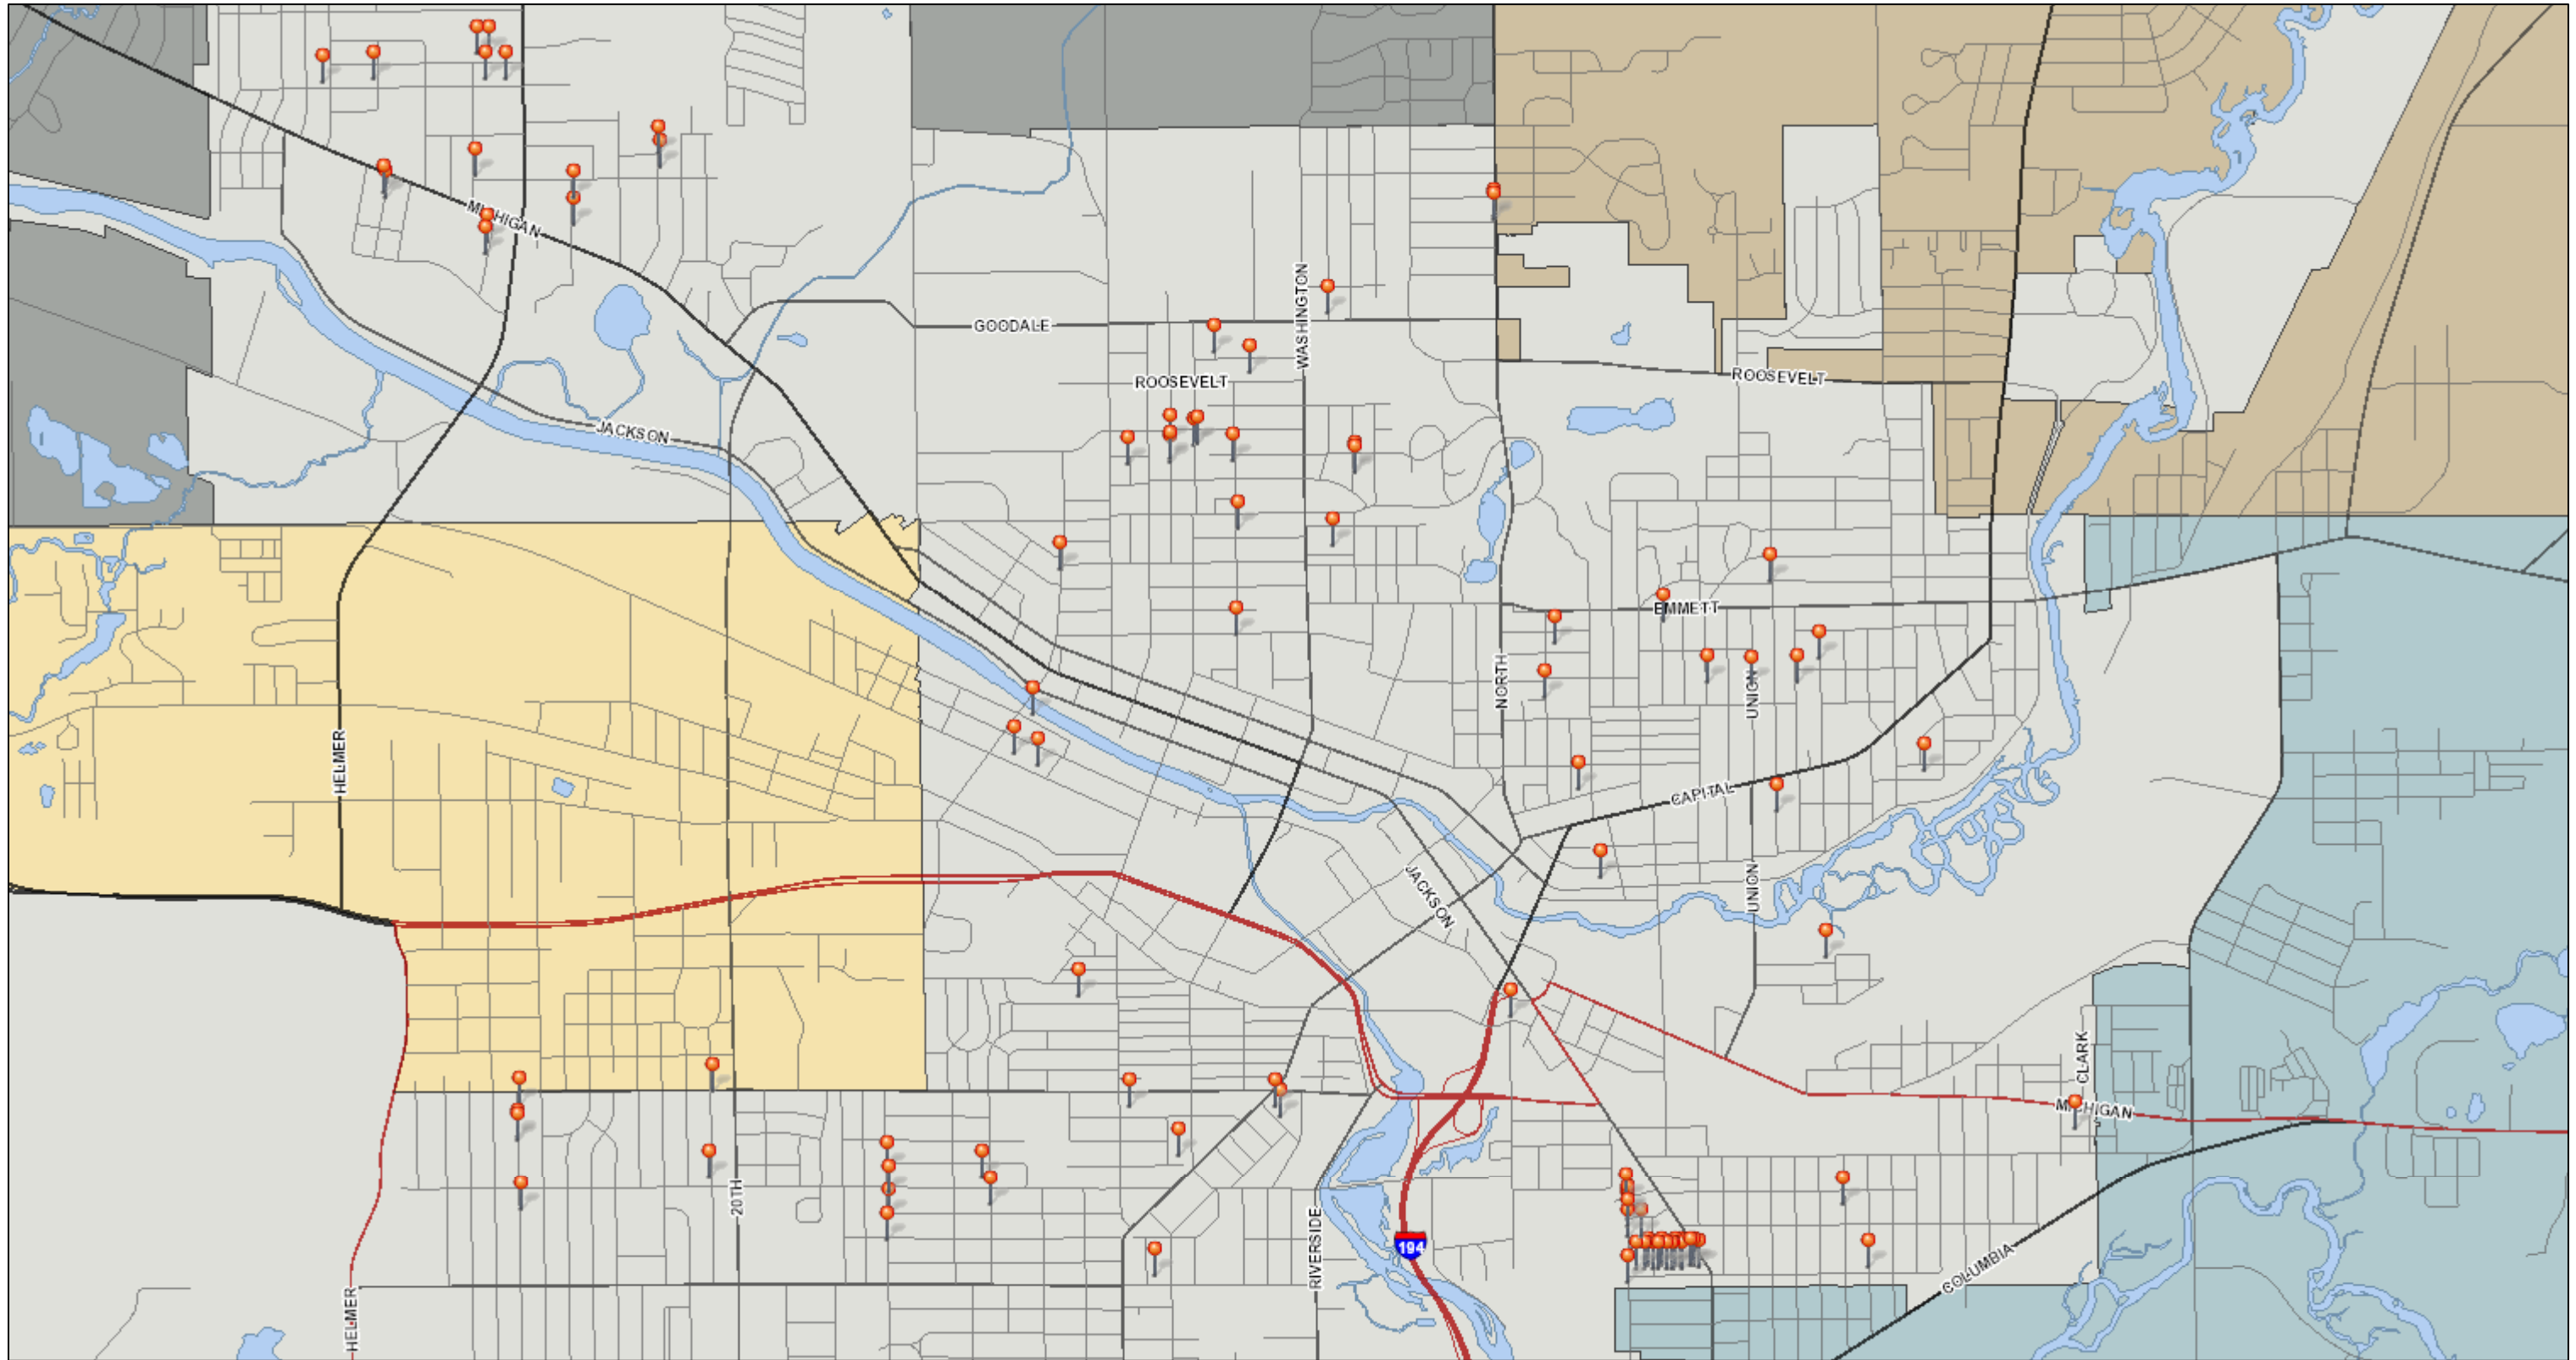 MICHIGAN
WASHINGTON
GOODALE
ROOSEVELT
ROOSEVELT
JACKSON
EMMETT
NORTH
UNION
HELMER
CAPITAL
JACKSON
UNION
CLARK
MICHIGAN
20TH
RIVERSIDE
194
COLUMBIA
HELMER